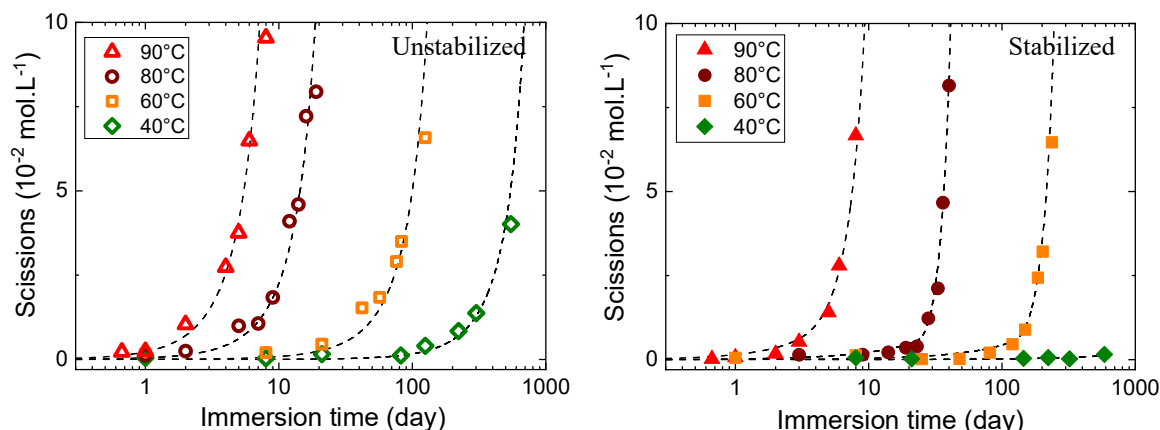 Unstabilized
90°C
80°C
60°C
40°C
10
5
0
Scissions (10⁻² mol.L⁻¹)
1
10
100
1000
Immersion time (day)
Stabilized
90°C
80°C
60°C
40°C
10
5
0
Scissions (10⁻² mol.L⁻¹)
1
10
100
1000
Immersion time (day)